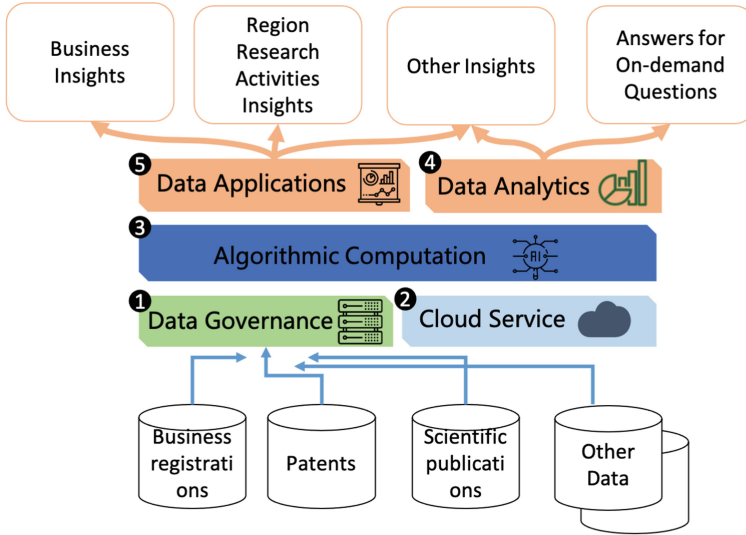 Business
Insights
Region
Research
Activities
Insights
Other Insights
Answers for
On-demand
Questions
5
Data Applications
4
Data Analytics
3
Algorithmic Computation
AI
1
Data Governance
2
Cloud Service
Business
registrati
ons
Patents
Scientific
publicati
ons
Other
Data